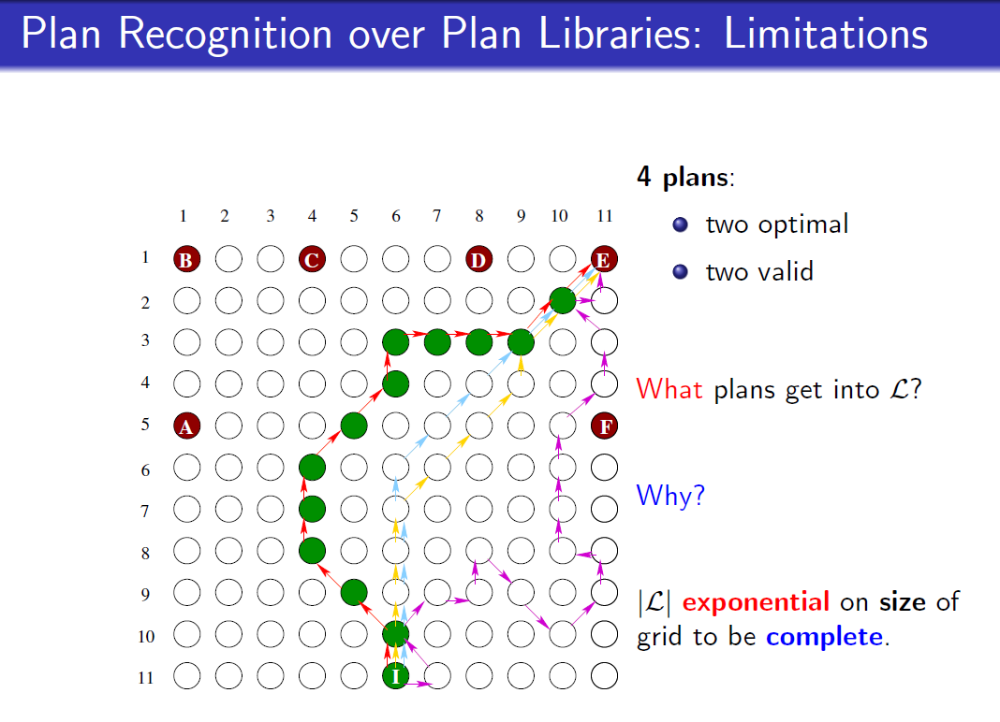 Plan Recognition over Plan Libraries: Limitations
4 plans:
two optimal
two valid
1 2 3 4 5 6 7 8 9 10 11
1 B C D E
2
3
4
What plans get into ℒ?
5 A F
6
7
Why?
8
9
|ℒ| exponential on size of
10
grid to be complete.
11 I